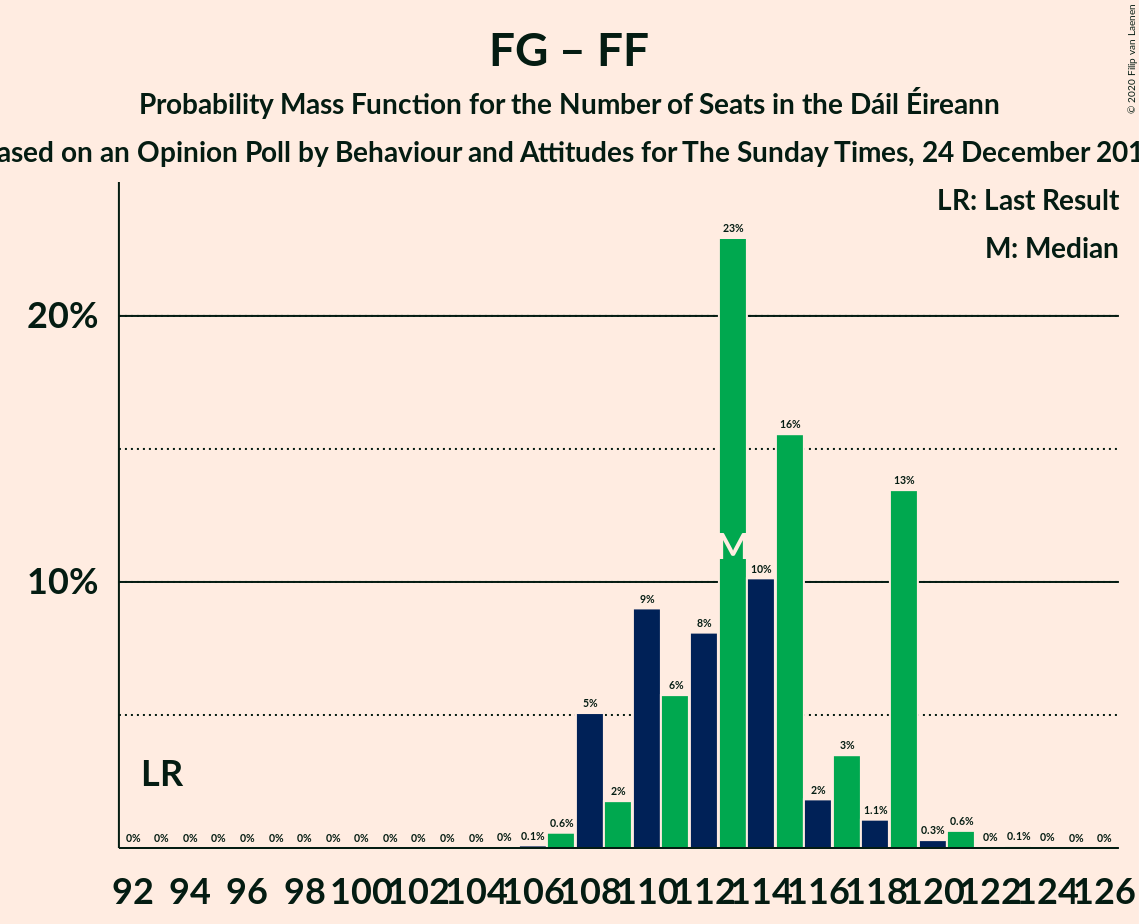 FG – FF
Probability Mass Function for the Number of Seats in the Dáil Éireann
ased on an Opinion Poll by Behaviour and Attitudes for The Sunday Times, 24 December 201
© 2020 Filip van Laenen
LR: Last Result
M: Median
20%
10%
LR
M
0% 0% 0% 0% 0% 0% 0% 0% 0% 0% 0% 0% 0% 0% 0.1% 0.6% 5% 2% 9% 6% 8% 23% 10% 16% 2% 3% 1.1% 13% 0.3% 0.6% 0% 0.1% 0% 0% 0%
92 94 96 98 100 102 104 106 108 110 112 114 116 118 120 122 124 126